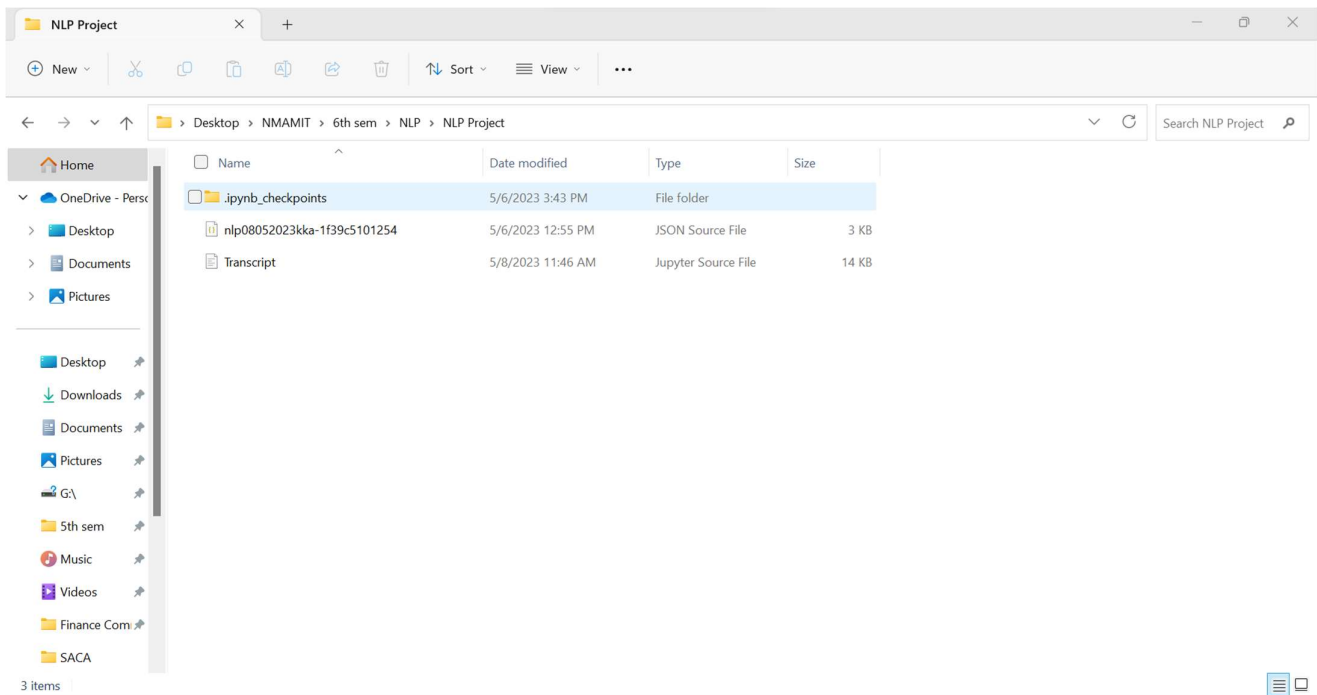 NLP Project
New
Sort
View
Desktop > NMAMIT > 6th sem > NLP > NLP Project
Search NLP Project
Home
OneDrive - Perso
Desktop
Documents
Pictures
Desktop
Downloads
Documents
Pictures
G:\
5th sem
Music
Videos
Finance Com
SACA
Name Date modified Type Size
.ipynb_checkpoints 5/6/2023 3:43 PM File folder
nlp08052023kka-1f39c5101254 5/6/2023 12:55 PM JSON Source File 3 KB
Transcript 5/8/2023 11:46 AM Jupyter Source File 14 KB
3 items